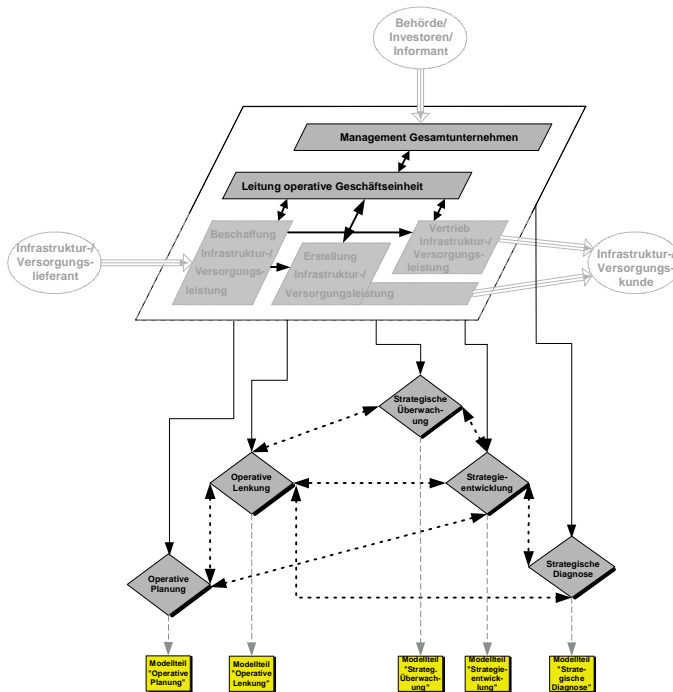 Behörde/
Investoren/
Informant
Management Gesamtunternehmen
Leitung operative Geschäftseinheit
Beschaffung
Infrastruktur-/
Versorgungs-
leistung
Erstellung
Infrastruktur-/
Versorgungsleistung
Vertrieb
Infrastruktur-/
Versorgungs-
leistung
Infrastruktur-/
Versorgungs-
lieferant
Infrastruktur-/
Versorgungs-
kunde
Strategische
Überwach-
ung
Operative
Lenkung
Strategie-
entwicklung
Operative
Planung
Strategische
Diagnose
Modellteil
"Operative
Planung"
Modellteil
"Operative
Lenkung"
Modellteil
"Strateg.
Überwach-
ung"
Modellteil
"Strategie-
entwick-
lung"
Modellteil
"Strate-
gische
Diagnose"